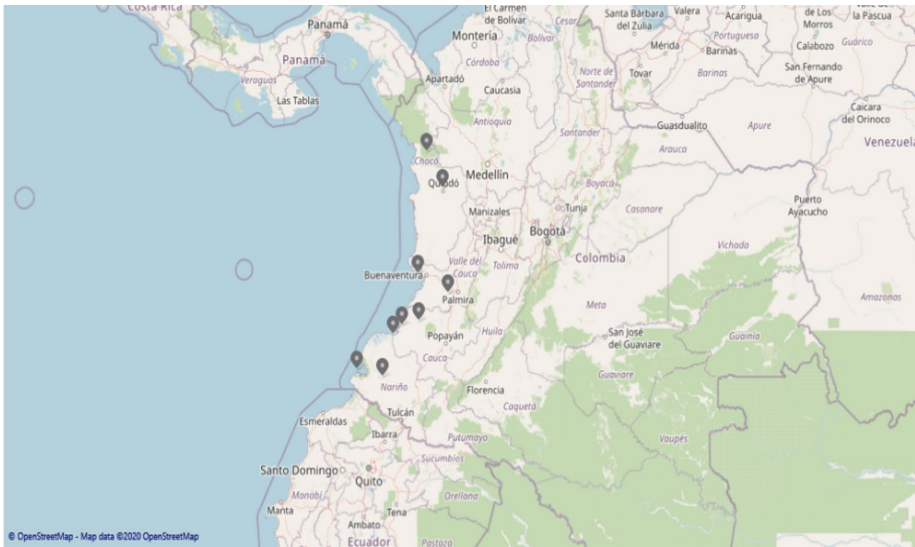 Costa Rica
Panamá
Panamá
Veraguas
Las Tablas
El Carmen
de Bolívar
Cesar
Montería
Bolívar
Córdoba
Apartadó
Caucasia
Antioquia
Norte de
Santander
Santa Bárbara
del Zulia
Valera
Mérida
Tovar
Barinas
Barinas
Acarigua
Portuguesa
de Los
Morros
Calabozo
Guárico
la Pascua
San Fernando
de Apure
Caicara
del Orinoco
Guasdualito
Apure
Venezuela
Arauca
Santander
Chocó
Quibdó
Medellín
Boyacá
Manizales
Tunja
Casanare
Puerto
Ayacucho
Ibagué
Bogotá
Colombia
Vichada
Buenaventura
Valle del
Cauca
Tolima
Palmira
Meta
Amazonas
Popayán
Huila
San José
del Guaviare
Guainía
Cauca
Nariño
Florencia
Caquetá
Guaviare
Esmeraldas
Tulcán
Ibarra
Putumayo
Vaupés
Santo Domingo
Quito
Sucumbíos
Manabí
Manta
Tena
Orellana
Ambato
Ecuador
Pastaza
© OpenStreetMap - Map data ©2020 OpenStreetMap